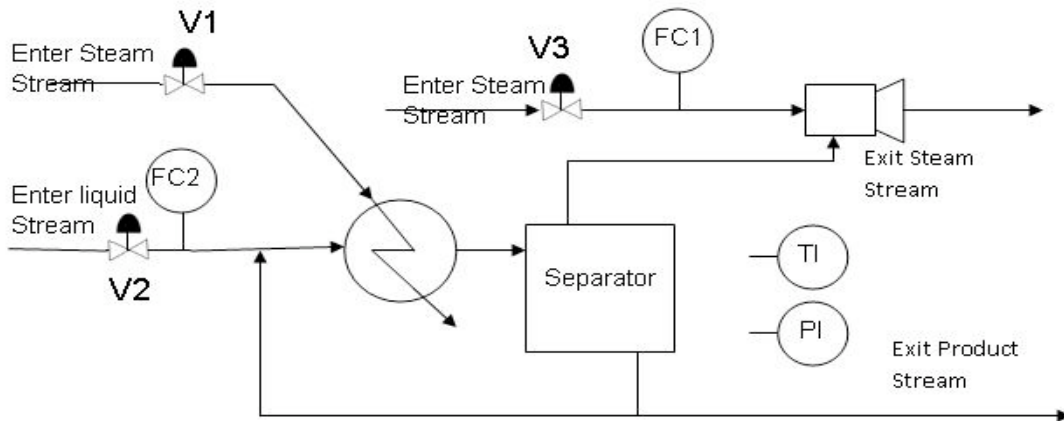 V1
Enter Steam
Stream
V3
FC1
Enter Steam
Stream
Exit Steam
Stream
FC2
Enter liquid
Stream
V2
Separator
TI
PI
Exit Product
Stream